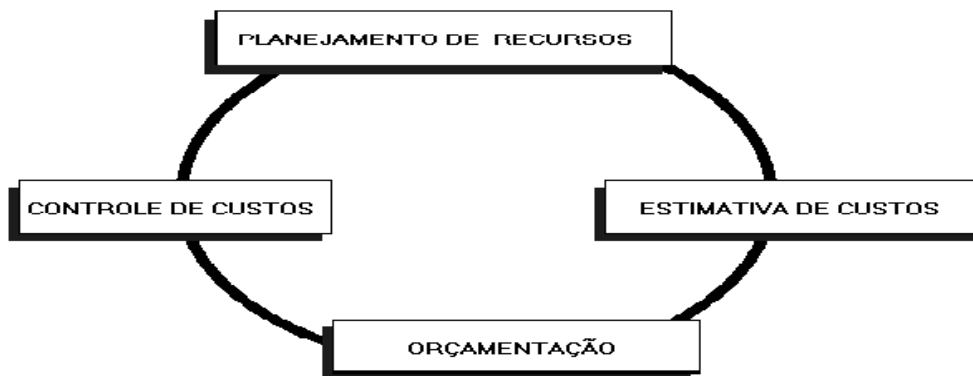 PLANEJAMENTO DE RECURSOS
CONTROLE DE CUSTOS
ESTIMATIVA DE CUSTOS
ORÇAMENTAÇÃO